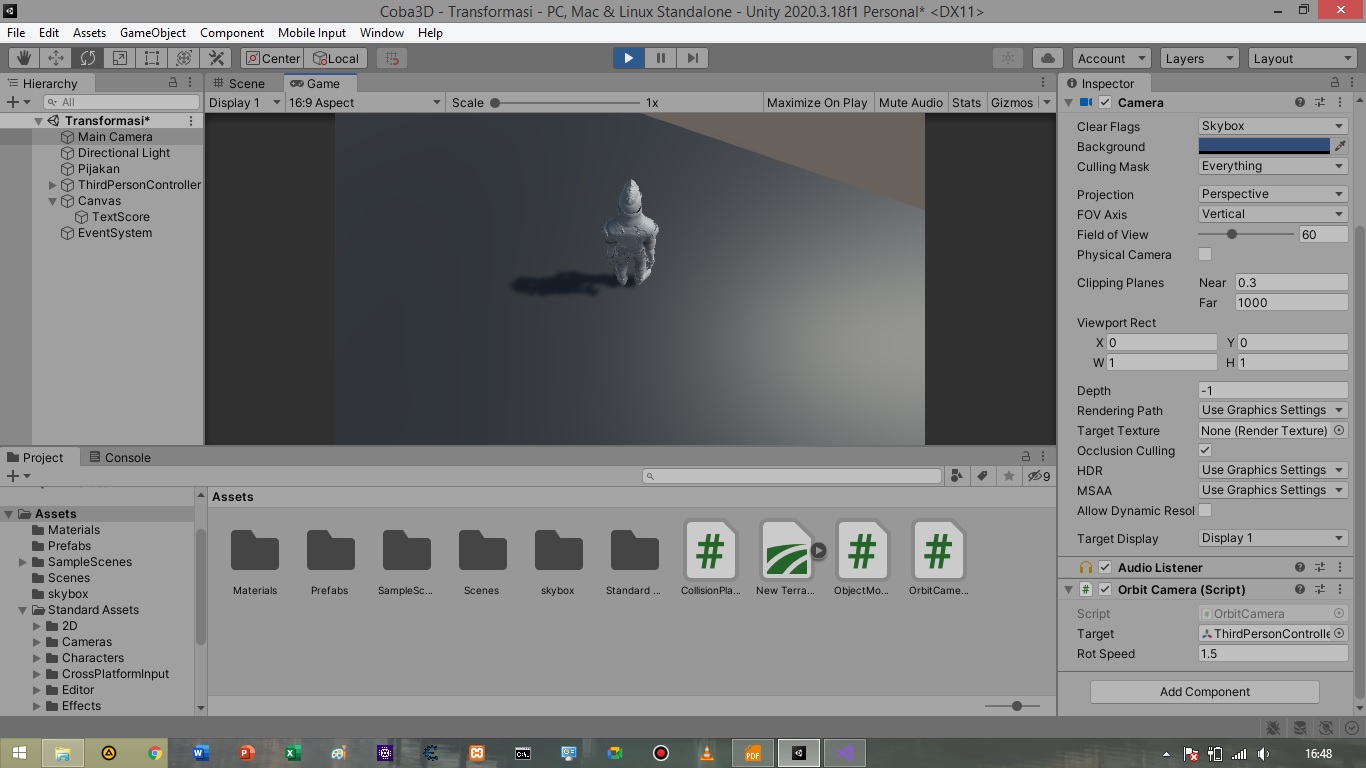 Coba3D - Transformasi - PC, Mac & Linux Standalone - Unity 2020.3.18f1 Personal* <DX11>
File Edit Assets GameObject Component Mobile Input Window Help
Center Local Account Layers Layout
Hierarchy
All
Transformasi*
Main Camera
Directional Light
Pijakan
ThirdPersonController
Canvas
TextScore
EventSystem
Scene Game
Display 1 16:9 Aspect Scale 1x Maximize On Play Mute Audio Stats Gizmos
Inspector
Camera
Clear Flags Skybox
Background
Culling Mask Everything
Projection Perspective
FOV Axis Vertical
Field of View 60
Physical Camera
Clipping Planes Near 0.3
Far 1000
Viewport Rect
X 0 Y 0
W 1 H 1
Depth -1
Rendering Path Use Graphics Settings
Target Texture None (Render Texture)
Occlusion Culling
HDR Use Graphics Settings
MSAA Use Graphics Settings
Allow Dynamic Resol
Target Display Display 1
Audio Listener
# Orbit Camera (Script)
Script # OrbitCamera
Target ThirdPersonControlle
Rot Speed 1.5
Add Component
Project Console
9
Assets
Materials
Prefabs
SampleScenes
Scenes
skybox
Standard Assets
2D
Cameras
Characters
CrossPlatformInput
Editor
Effects
Assets
# # #
Materials Prefabs SampleSc... Scenes skybox Standard ... CollisionPla... New Terra... ObjectMo... OrbitCame...
PDF
16:48